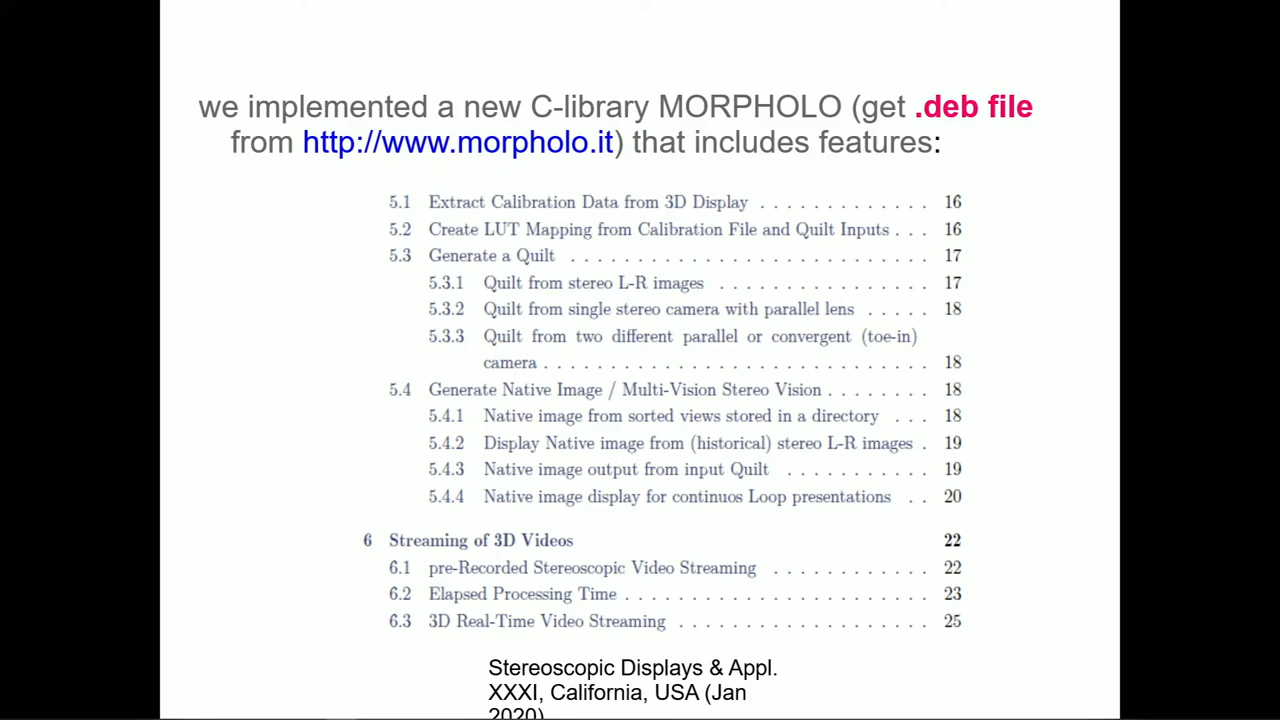 we implemented a new C-library MORPHOLO (get .deb file
from http://www.morpholo.it) that includes features:
5.1 Extract Calibration Data from 3D Display . . . . . . . . . . . . . 16
5.2 Create LUT Mapping from Calibration File and Quilt Inputs . . . 16
5.3 Generate a Quilt . . . . . . . . . . . . . . . . . . . . . . . . . . . 17
5.3.1 Quilt from stereo L-R images . . . . . . . . . . . . . . . . 17
5.3.2 Quilt from single stereo camera with parallel lens . . . . . 18
5.3.3 Quilt from two different parallel or convergent (toe-in)
camera . . . . . . . . . . . . . . . . . . . . . . . . . . . . . 18
5.4 Generate Native Image / Multi-Vision Stereo Vision . . . . . . . . 18
5.4.1 Native image from sorted views stored in a directory . . . 18
5.4.2 Display Native image from (historical) stereo L-R images . 19
5.4.3 Native image output from input Quilt . . . . . . . . . . . 19
5.4.4 Native image display for continuos Loop presentations . . 20
6 Streaming of 3D Videos 22
6.1 pre-Recorded Stereoscopic Video Streaming . . . . . . . . . . . . 22
6.2 Elapsed Processing Time . . . . . . . . . . . . . . . . . . . . . . . 23
6.3 3D Real-Time Video Streaming . . . . . . . . . . . . . . . . . . . 25
Stereoscopic Displays & Appl.
XXXI, California, USA (Jan
2020)